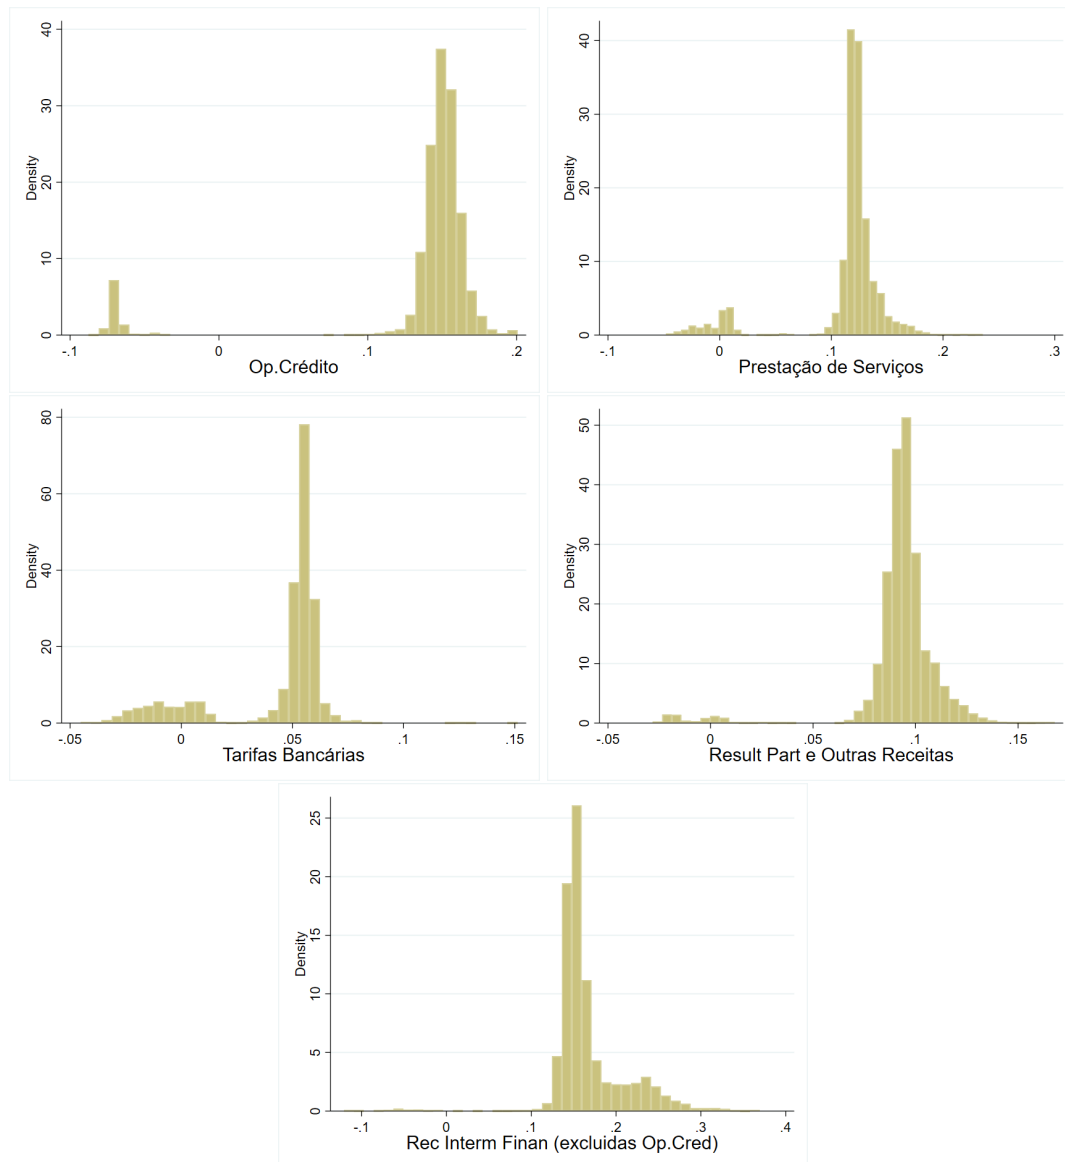 40
30
20
10
0
Density
-.1 0 .1 .2
Op.Crédito
40
30
20
10
0
Density
-.1 0 .1 .2 .3
Prestação de Serviços
80
60
40
20
0
Density
-.05 0 .05 .1 .15
Tarifas Bancárias
50
40
30
20
10
0
Density
-.05 0 .05 .1 .15
Result Part e Outras Receitas
25
20
15
10
5
0
Density
-.1 0 .1 .2 .3 .4
Rec Interm Finan (excluidas Op.Cred)